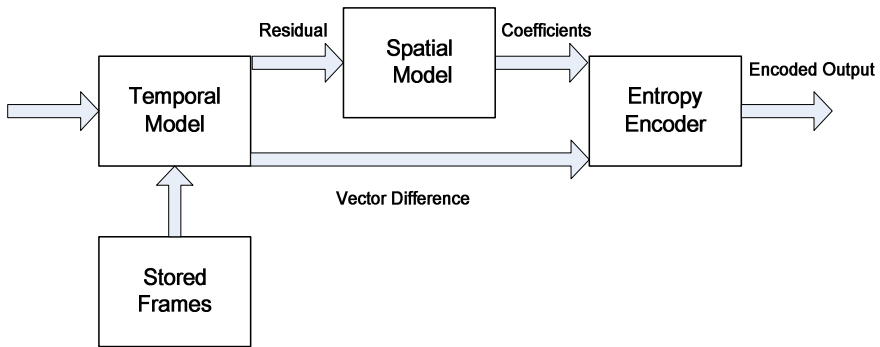 Residual
Spatial
Model
Coefficients
Temporal
Model
Entropy
Encoder
Encoded Output
Vector Difference
Stored
Frames